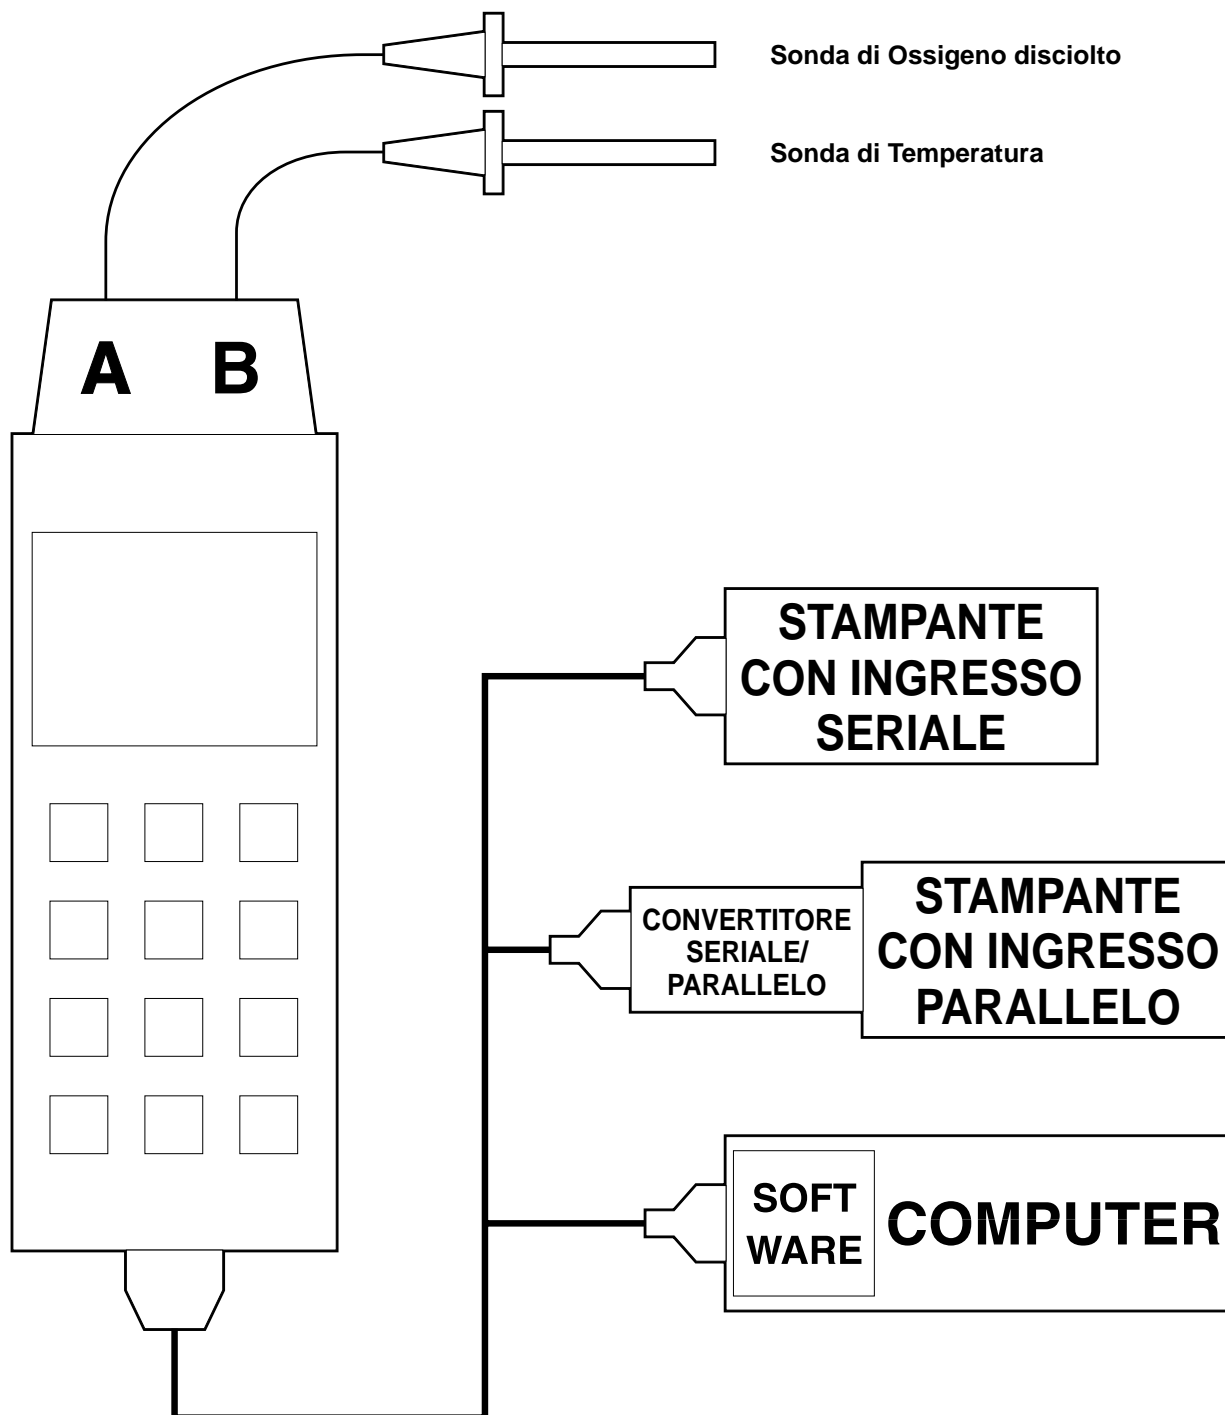 Sonda di Ossigeno disciolto
Sonda di Temperatura
A B
STAMPANTE
CON INGRESSO
SERIALE
CONVERTITORE
SERIALE/
PARALLELO
STAMPANTE
CON INGRESSO
PARALLELO
SOFT
WARE
COMPUTER